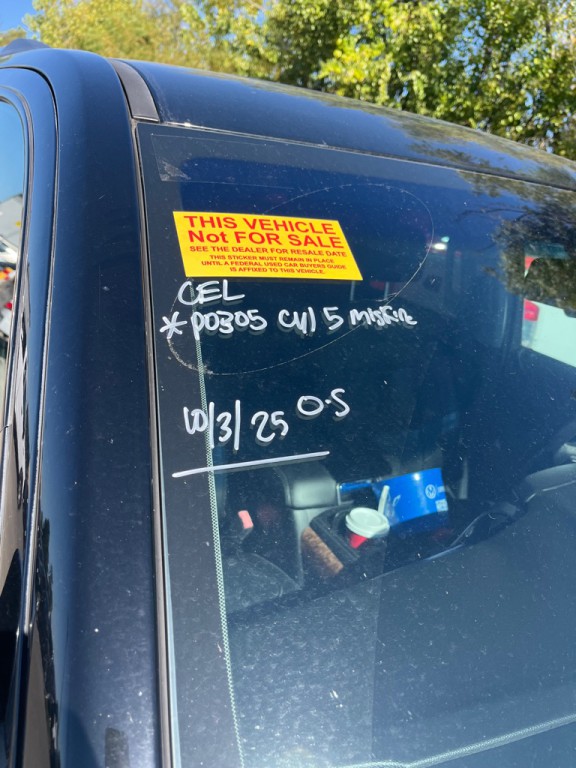 THIS VEHICLE
Not FOR SALE
SEE THE DEALER FOR RESALE DATE
THIS STICKER MUST REMAIN IN PLACE
UNTIL A FEDERAL USED CAR BUYERS GUIDE
IS AFFIXED TO THIS VEHICLE.
CEL
*P0305 Cyl 5 misfire
10/3/25 O.S